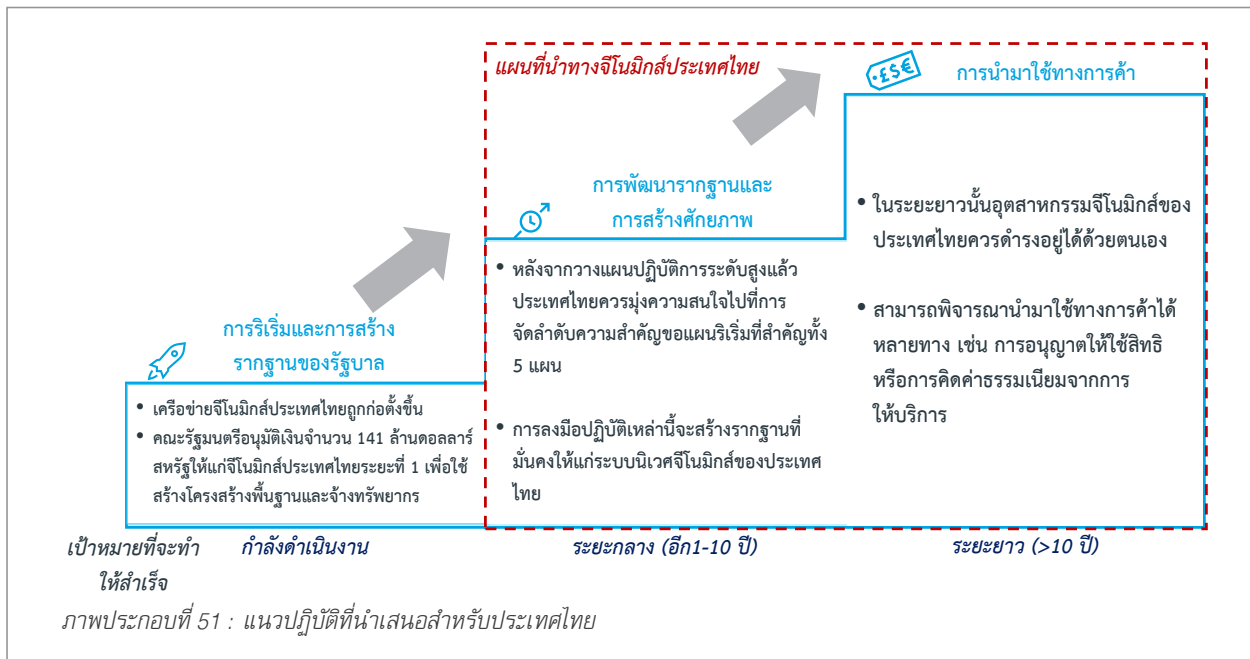 แผนที่นำทางจีโนมิกส์ประเทศไทย
การริเริ่มและการสร้าง
รากฐานของรัฐบาล
• เครือข่ายจีโนมิกส์ประเทศไทยถูกก่อตั้งขึ้น
• คณะรัฐมนตรีอนุมัติเงินจำนวน 141 ล้านดอลลาร์
สหรัฐให้แก่จีโนมิกส์ประเทศไทยระยะที่ 1 เพื่อใช้
สร้างโครงสร้างพื้นฐานและจ้างทรัพยากร
การพัฒนารากฐานและ
การสร้างศักยภาพ
• หลังจากวางแผนปฏิบัติการระดับสูงแล้ว
ประเทศไทยควรมุ่งความสนใจไปที่การ
จัดลำดับความสำคัญขอแผนริเริ่มที่สำคัญทั้ง
5 แผน
• การลงมือปฏิบัติเหล่านี้จะสร้างรากฐานที่
มั่นคงให้แก่ระบบนิเวศจีโนมิกส์ของประเทศ
ไทย
£$€
การนำมาใช้ทางการค้า
• ในระยะยาวนั้นอุตสาหกรรมจีโนมิกส์ของ
ประเทศไทยควรดำรงอยู่ได้ด้วยตนเอง
• สามารถพิจารณานำมาใช้ทางการค้าได้
หลายทาง เช่น การอนุญาตให้ใช้สิทธิ
หรือการคิดค่าธรรมเนียมจากการ
ให้บริการ
เป้าหมายที่จะทำ
ให้สำเร็จ
กำลังดำเนินงาน
ระยะกลาง (อีก1-10 ปี)
ระยะยาว (>10 ปี)
ภาพประกอบที่ 51 : แนวปฏิบัติที่นำเสนอสำหรับประเทศไทย